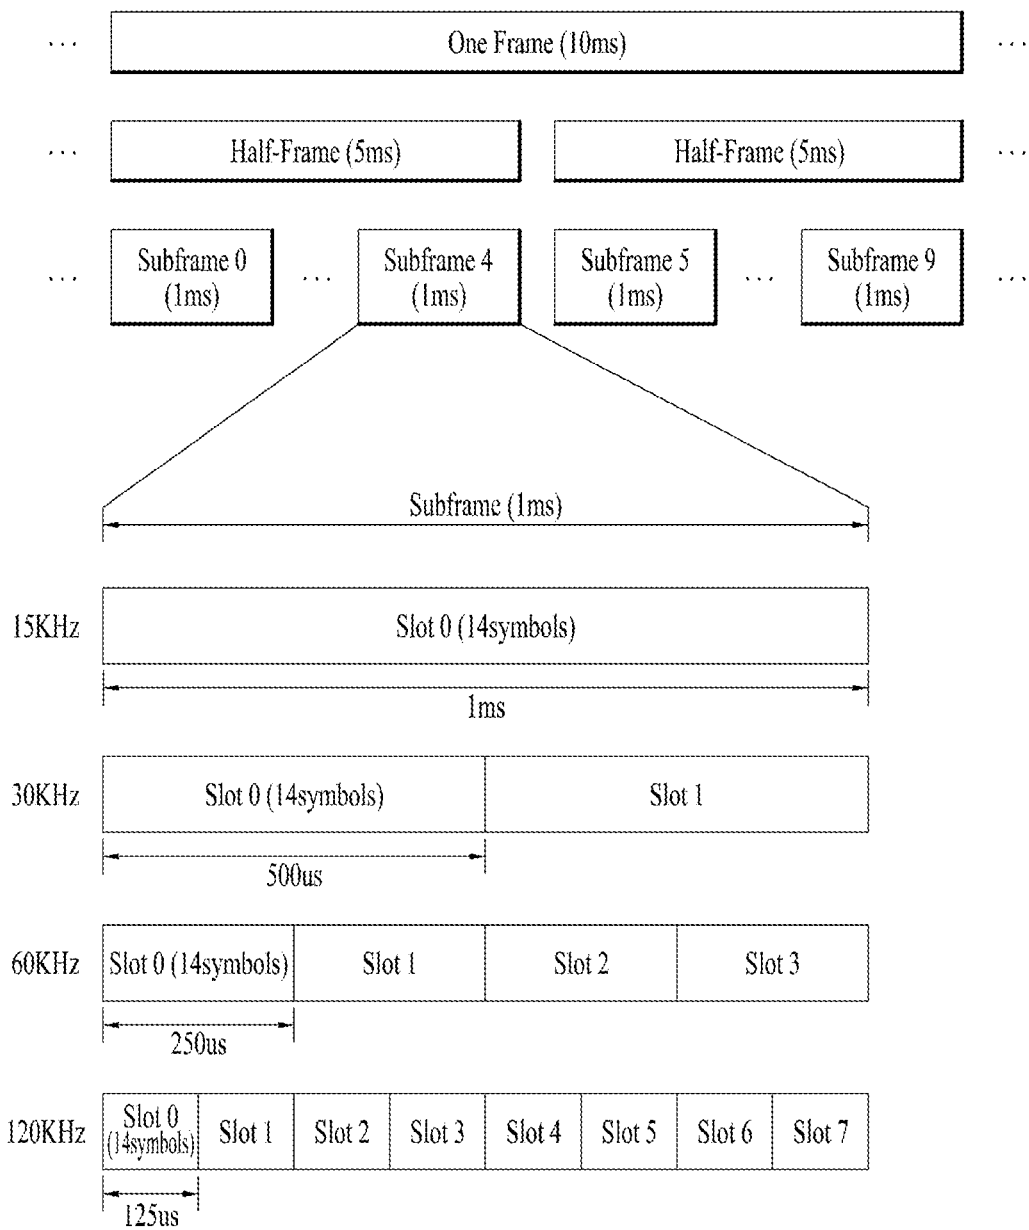 ... One Frame (10ms) ...
... Half-Frame (5ms) Half-Frame (5ms) ...
... Subframe 0 (1ms) ... Subframe 4 (1ms) Subframe 5 (1ms) ... Subframe 9 (1ms) ...
Subframe (1ms)
15KHz Slot 0 (14symbols)
1ms
30KHz Slot 0 (14symbols) Slot 1
500us
60KHz Slot 0 (14symbols) Slot 1 Slot 2 Slot 3
250us
120KHz Slot 0 (14symbols) Slot 1 Slot 2 Slot 3 Slot 4 Slot 5 Slot 6 Slot 7
125us